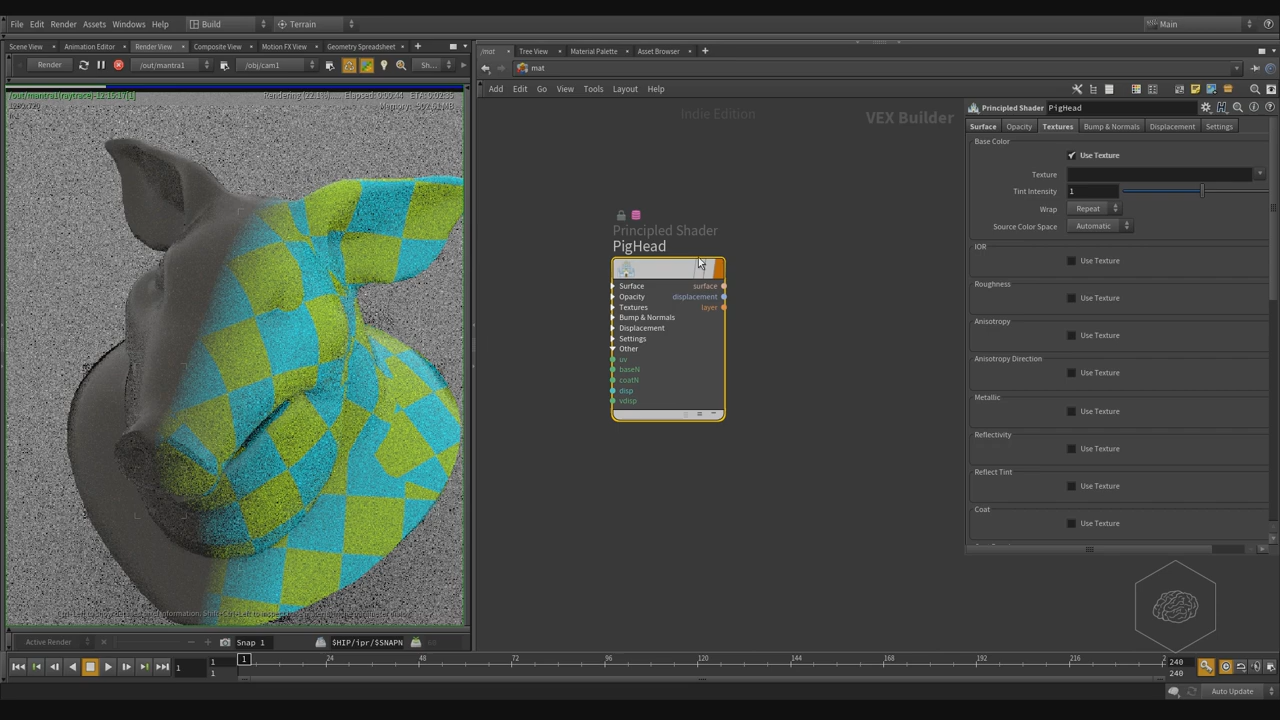 File Edit Render Assets Windows Help Build Terrain Main
Scene View Animation Editor Render View Composite View Motion FX View Geometry Spreadsheet
Render /out/mantra1 /obj/cam1 Sh...
/mat Tree View Material Palette Asset Browser
mat
Add Edit Go View Tools Layout Help
Indie Edition
VEX Builder
Principled Shader
PigHead
Surface surface
Opacity displacement
Textures layer
Bump & Normals
Displacement
Settings
Other
uv
baseN
coatN
disp
vdisp
Principled Shader PigHead
Surface Opacity Textures Bump & Normals Displacement Settings
Base Color
Use Texture
Texture
Tint Intensity 1
Wrap Repeat
Source Color Space Automatic
IOR
Use Texture
Roughness
Use Texture
Anisotropy
Use Texture
Anisotropy Direction
Use Texture
Metallic
Use Texture
Reflectivity
Use Texture
Reflect Tint
Use Texture
Coat
Use Texture
Active Render Snap 1 $HIP/ipr/$SNAPN
1 1 1 1 24 48 72 96 120 144 168 192 216 240 240
Auto Update